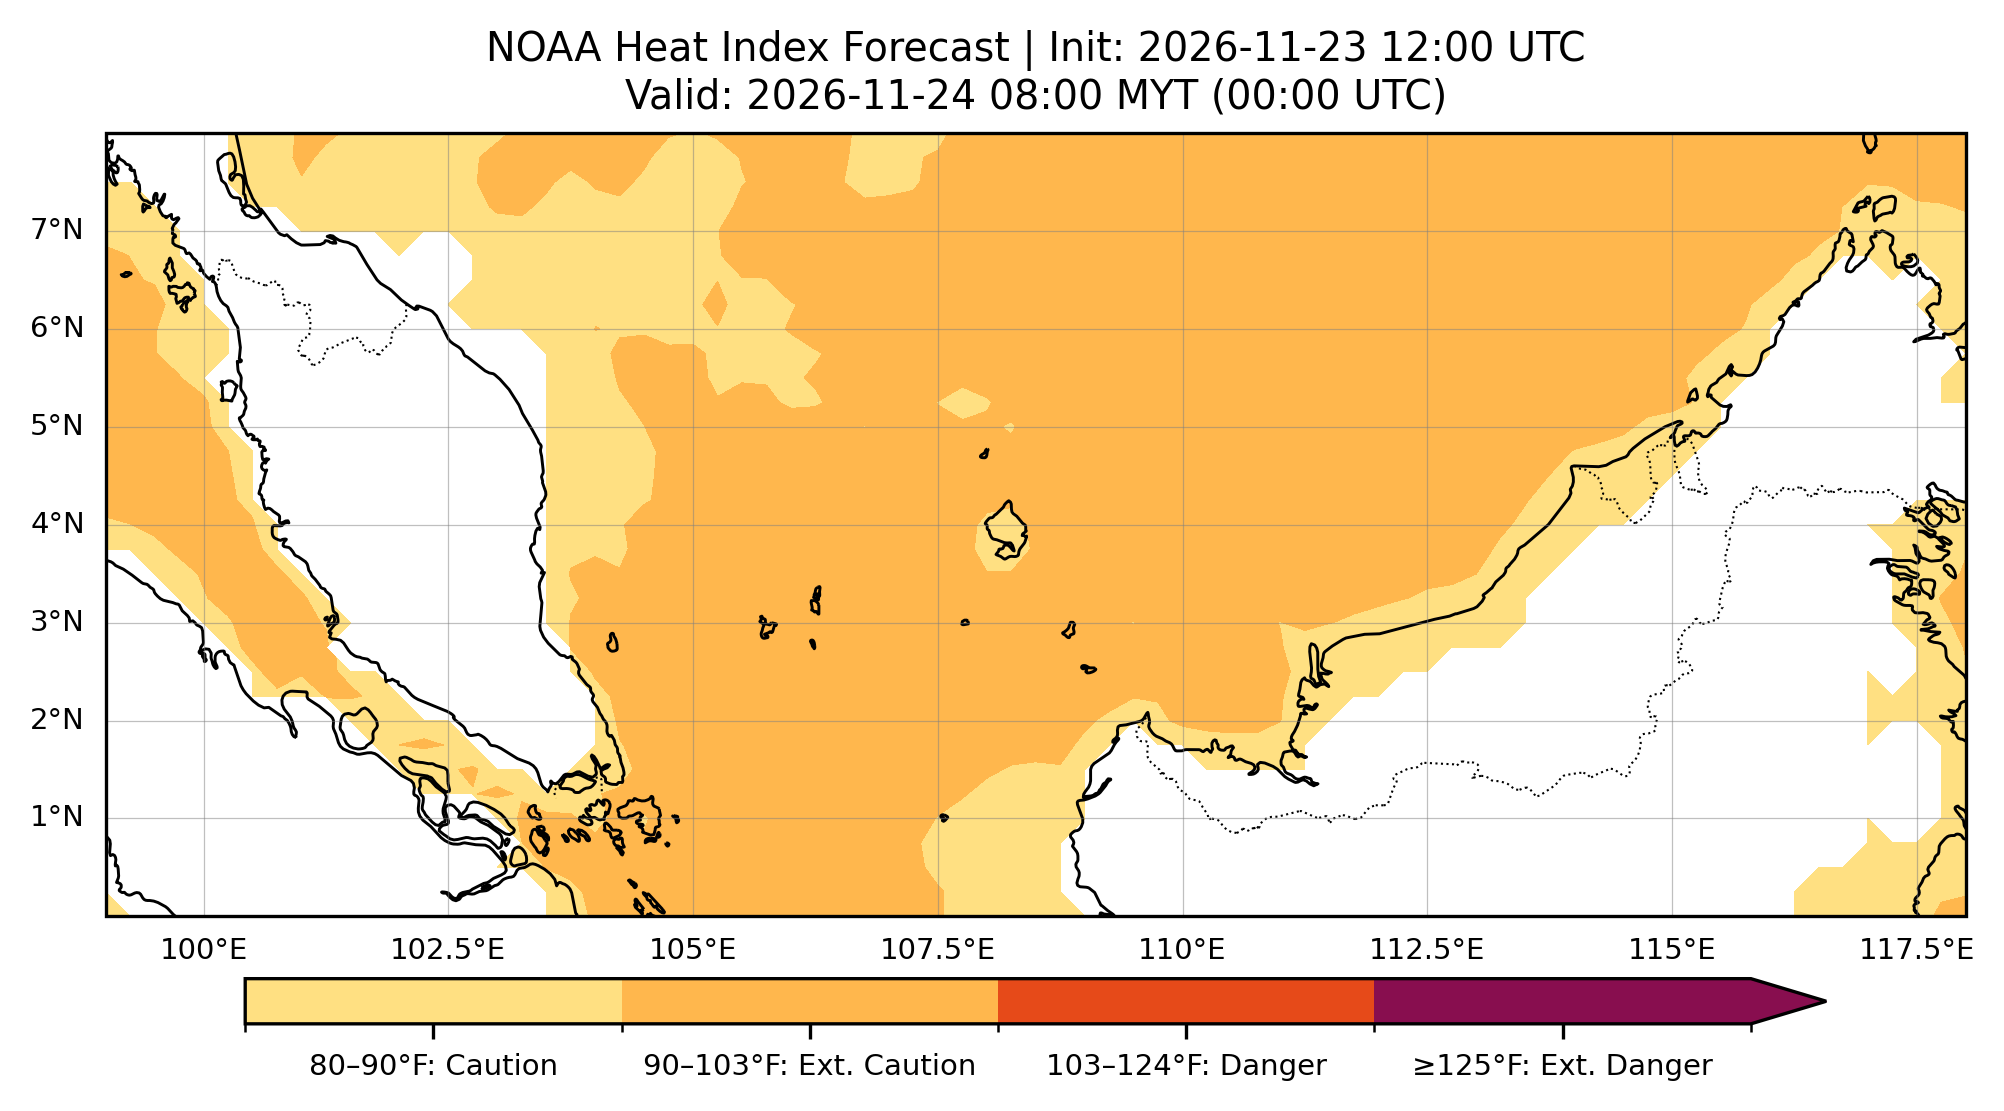 NOAA Heat Index Forecast | Init: 2026-11-23 12:00 UTC
Valid: 2026-11-24 08:00 MYT (00:00 UTC)
7°N
6°N
5°N
4°N
3°N
2°N
1°N
100°E
102.5°E
105°E
107.5°E
110°E
112.5°E
115°E
117.5°E
80–90°F: Caution
90–103°F: Ext. Caution
103–124°F: Danger
≥125°F: Ext. Danger